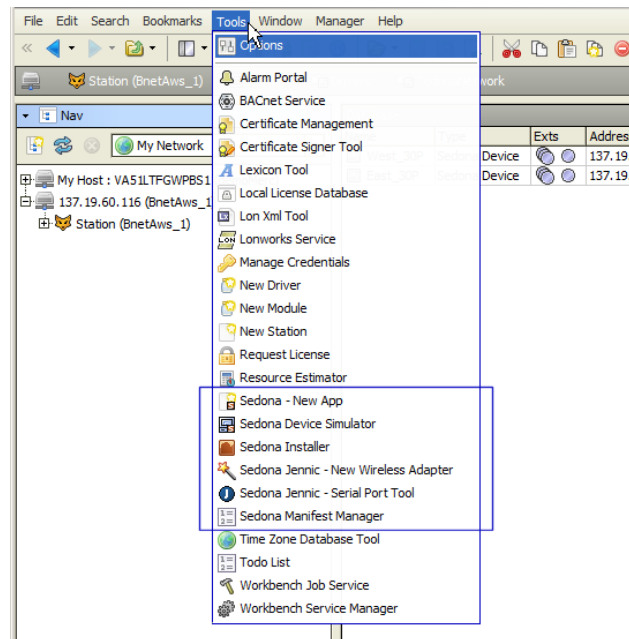 File Edit Search Bookmarks Tools Window Manager Help
Options
Station (BnetAws_1)
work
Nav
My Network
My Host : VA51LTFGWPBS1
137.19.60.116 (BnetAws_1
Station (BnetAws_1)
Alarm Portal
BACnet Service
Certificate Management
Certificate Signer Tool
Lexicon Tool
Local License Database
Lon Xml Tool
Lonworks Service
Manage Credentials
New Driver
New Module
New Station
Request License
Resource Estimator
Sedona - New App
Sedona Device Simulator
Sedona Installer
Sedona Jennic - New Wireless Adapter
Sedona Jennic - Serial Port Tool
Sedona Manifest Manager
Time Zone Database Tool
Todo List
Workbench Job Service
Workbench Service Manager
Type Exts Addres
Device 137.19
Device 137.19